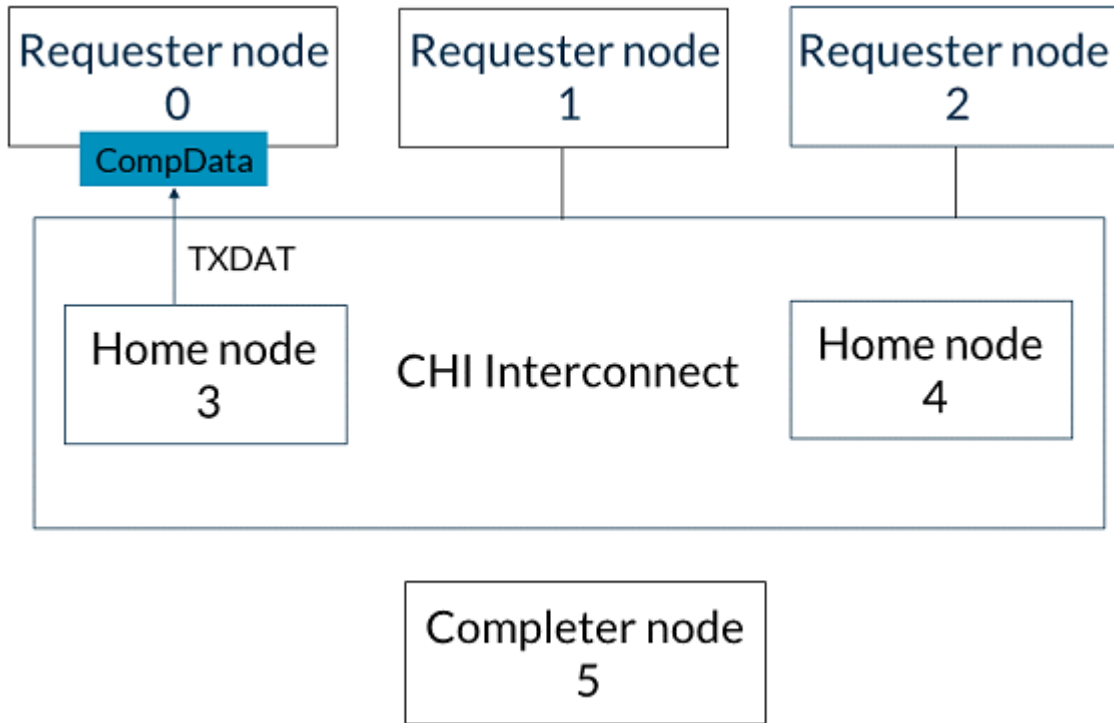 Requester node
0
Requester node
1
Requester node
2
CompData
TXDAT
Home node
3
CHI Interconnect
Home node
4
Completer node
5